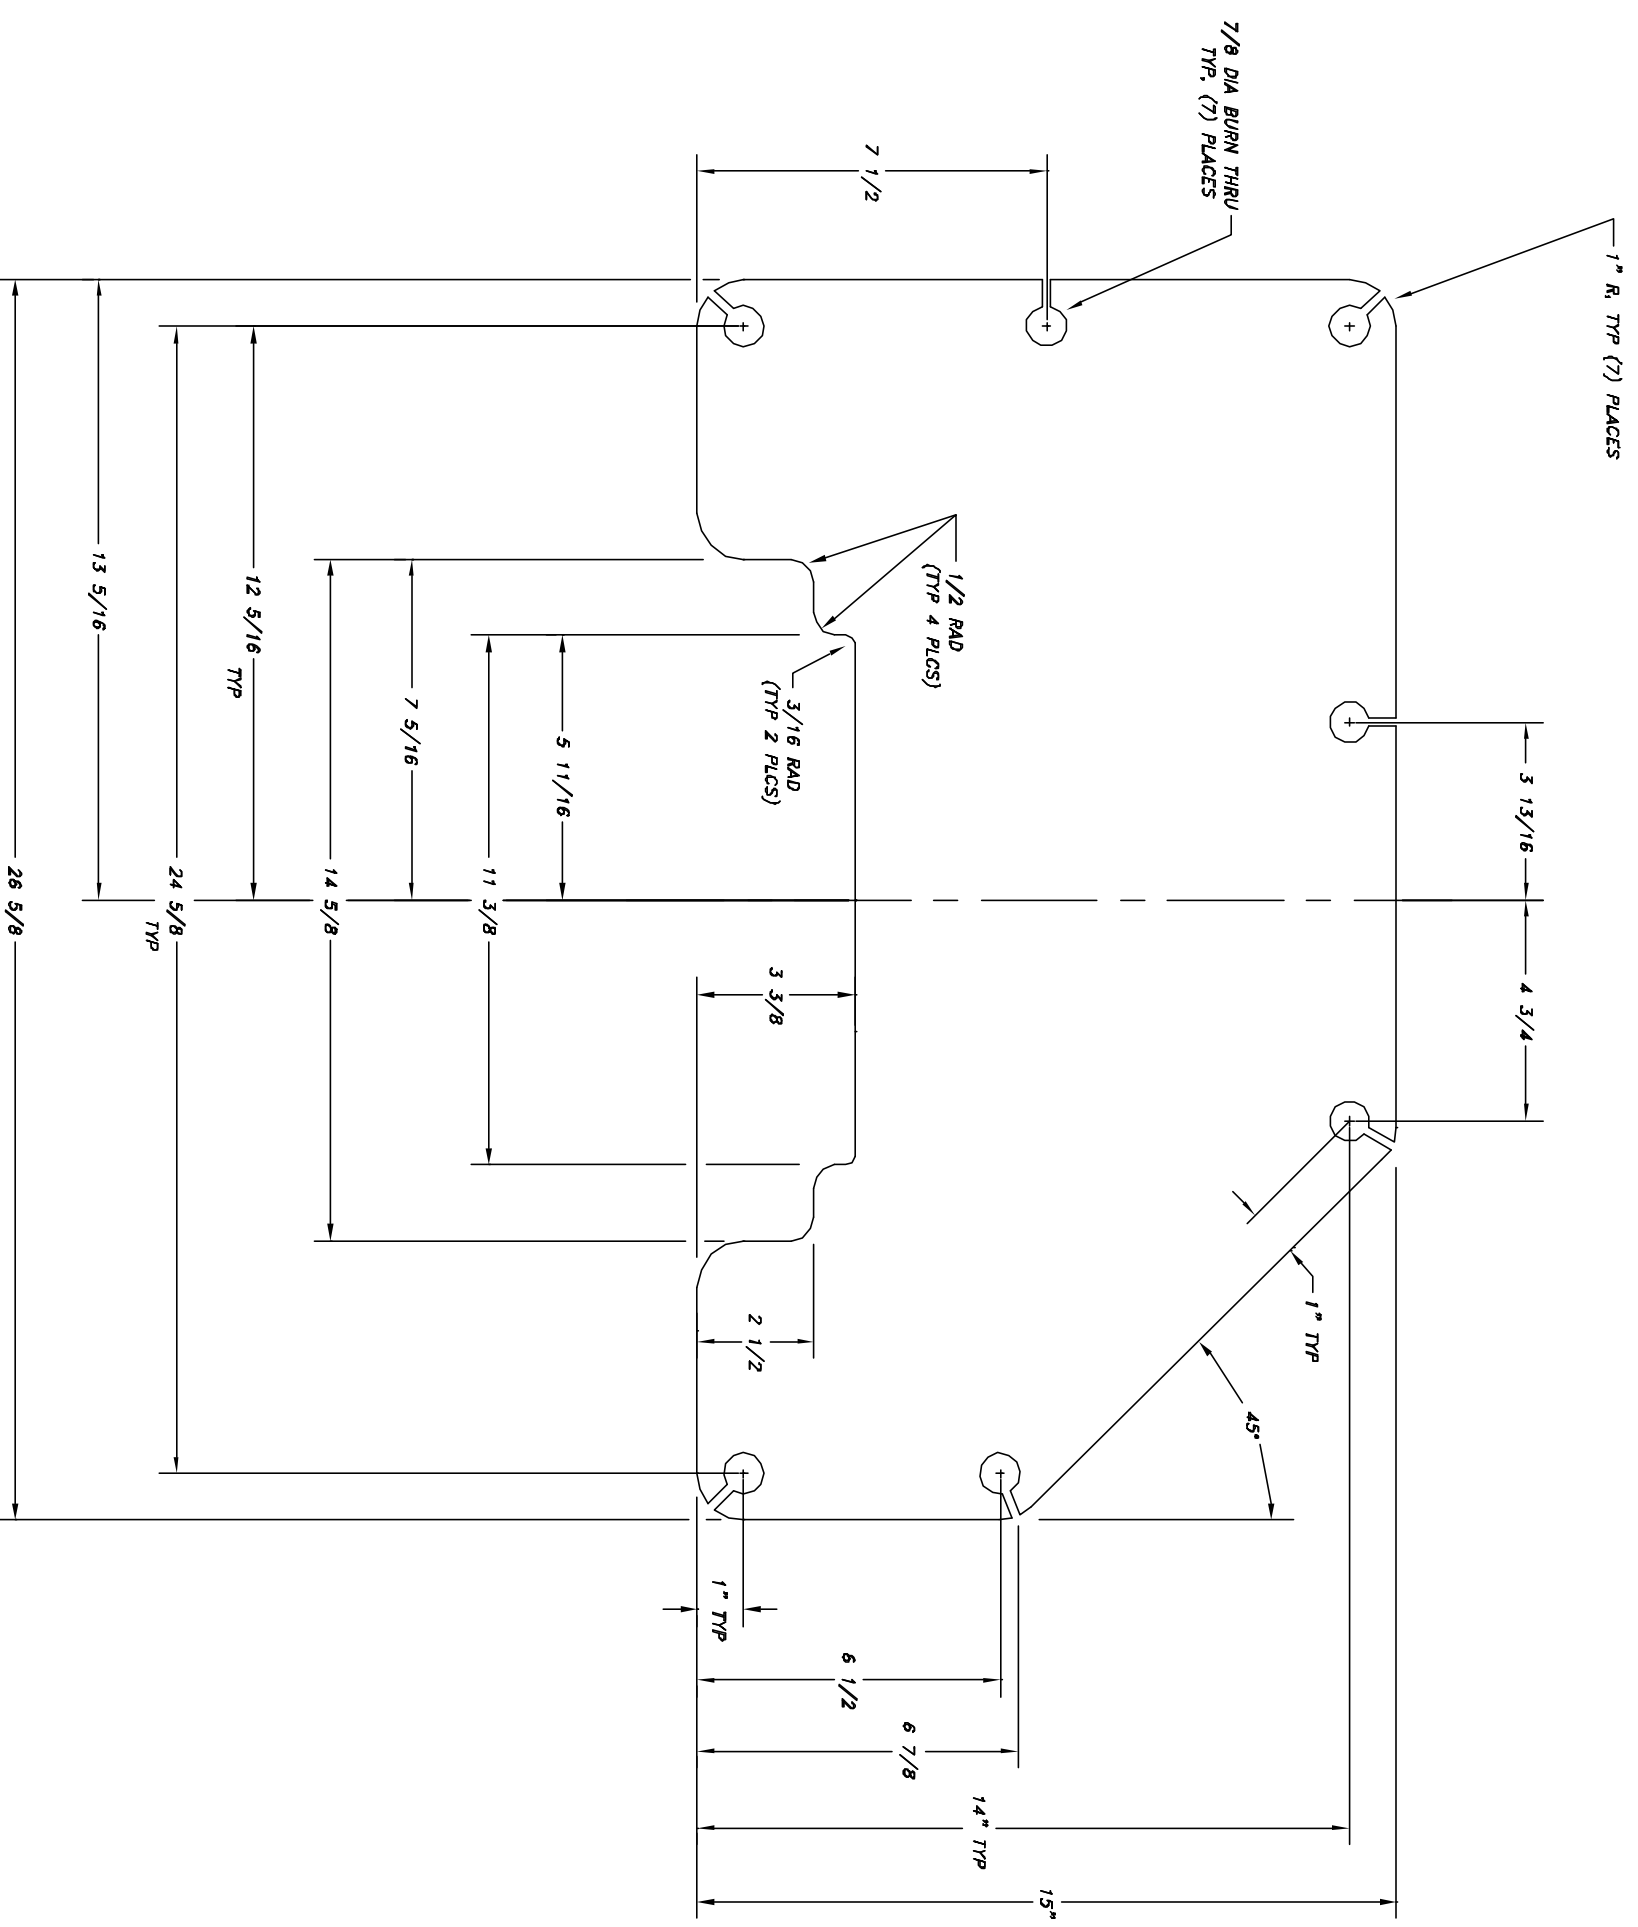 1" R, TYP (7) PLACES
7/8 DIA BURN THRU
TYP, (7) PLACES
7 1/2
3 13/16
4 3/4
1/2 RAD
(TYP 4 PLCS)
3/16 RAD
(TYP 2 PLCS)
5 11/16
11 3/8
7 5/16
14 5/8
12 5/16
TYP
24 5/8
TYP
13 5/16
26 5/8
3 3/8
2 1/2
1" TYP
45°
1" TYP
6 1/2
6 7/8
14" TYP
15"